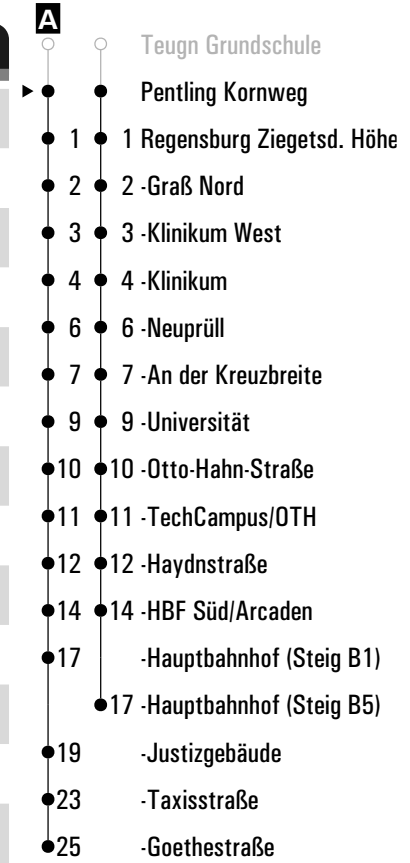 A
Teugn Grundschule
Pentling Kornweg
1 1 Regensburg Ziegetsd. Höhe
2 2 -Graß Nord
3 3 -Klinikum West
4 4 -Klinikum
6 6 -Neuprüll
7 7 -An der Kreuzbreite
9 9 -Universität
10 10 -Otto-Hahn-Straße
11 11 -TechCampus/OTH
12 12 -Haydnstraße
14 14 -HBF Süd/Arcaden
17 -Hauptbahnhof (Steig B1)
17 -Hauptbahnhof (Steig B5)
19 -Justizgebäude
23 -Taxisstraße
25 -Goethestraße